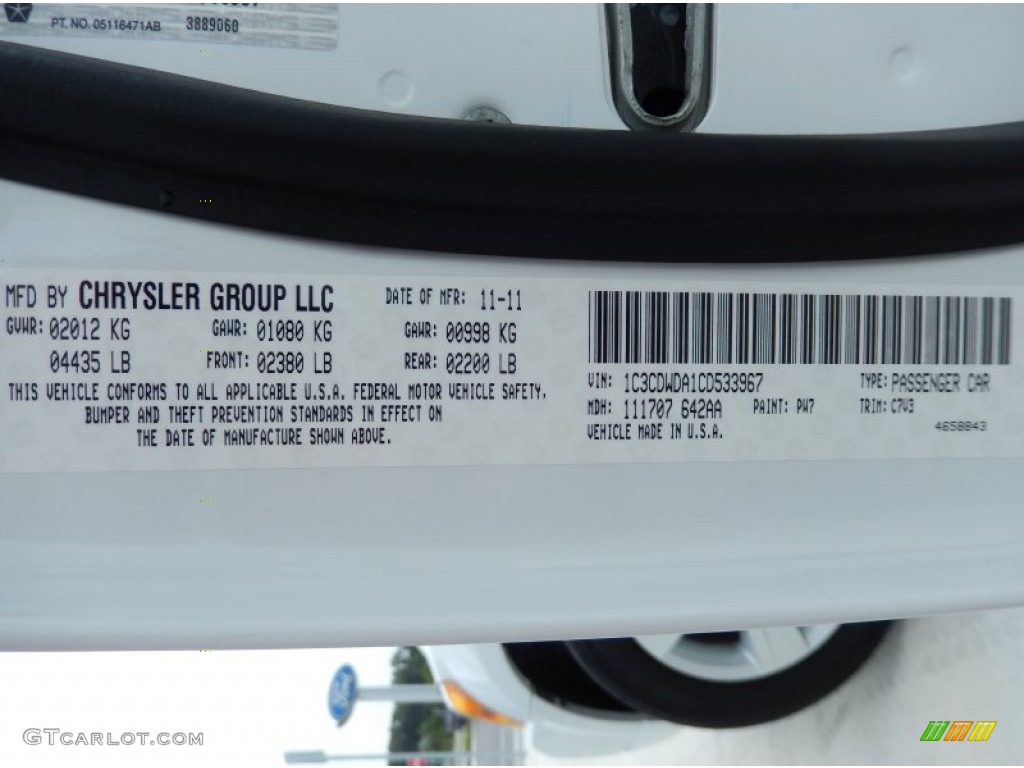 PT. NO. 05116471AB 3889060
MFD BY CHRYSLER GROUP LLC DATE OF MFR: 11-11
GVWR: 02012 KG GAWR: 01080 KG GAWR: 00998 KG
04435 LB FRONT: 02380 LB REAR: 02200 LB
THIS VEHICLE CONFORMS TO ALL APPLICABLE U.S.A. FEDERAL MOTOR VEHICLE SAFETY,
BUMPER AND THEFT PREVENTION STANDARDS IN EFFECT ON
THE DATE OF MANUFACTURE SHOWN ABOVE.
VIN: 1C3CDWDA1CD533967 TYPE: PASSENGER CAR
MDH: 111707 642AA PAINT: PW7 TRIM: C7V3
VEHICLE MADE IN U.S.A. 4658843
Ford
GTCARLOT.COM